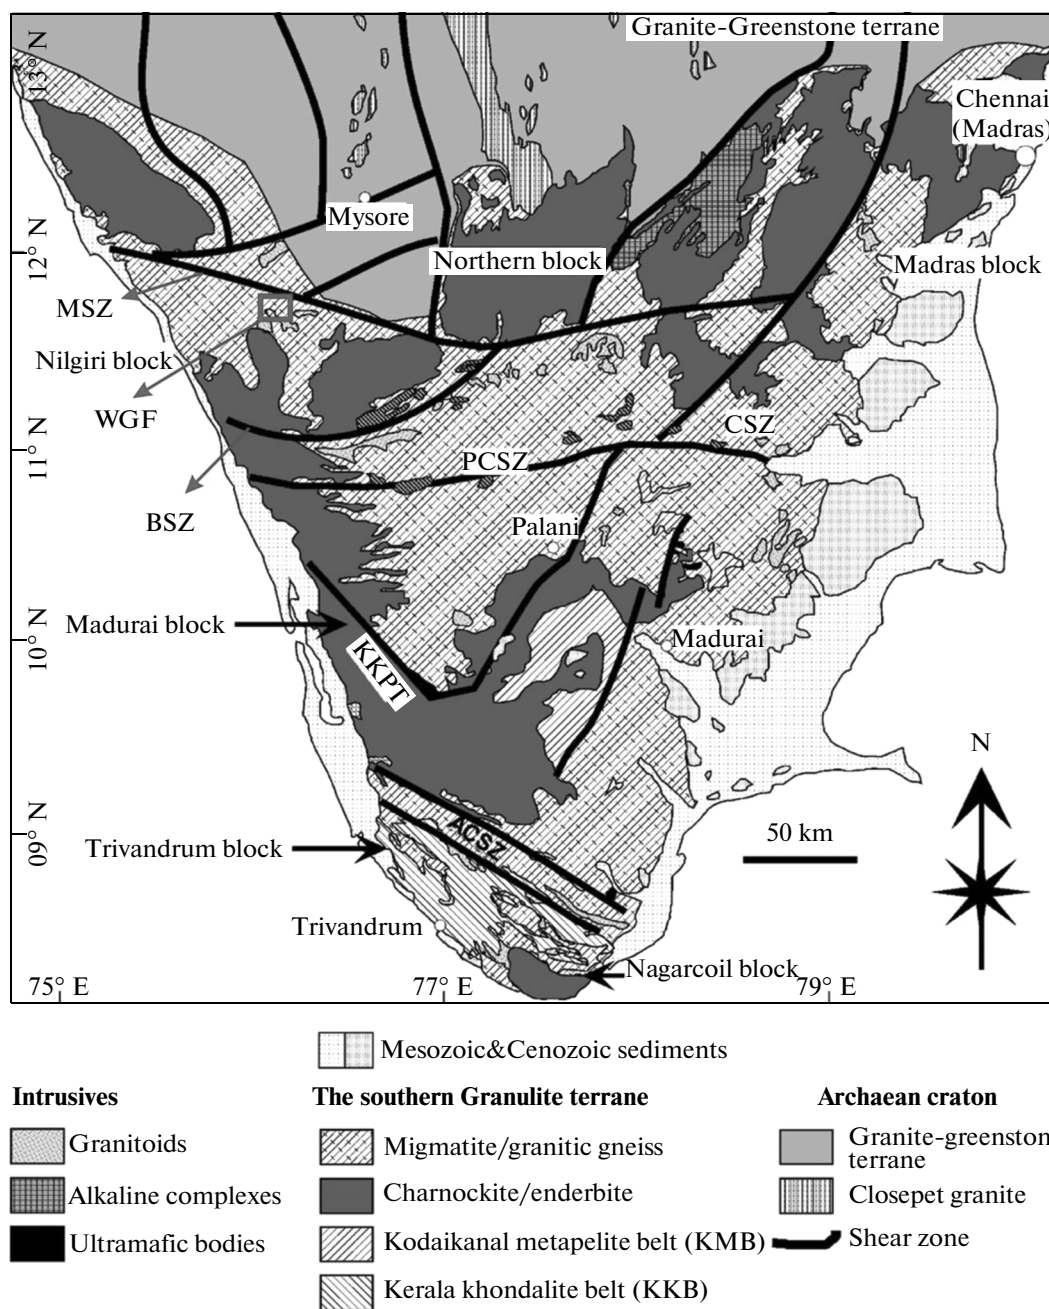 Granite-Greenstone terrane
13° N
Chennai
(Madras)
Mysore
12° N
Northern block
Madras block
MSZ
Nilgiri block
WGF
CSZ
11° N
PCSZ
BSZ
Palani
Madurai block
10° N
Madurai
KKPT
N
09° N
ACSZ
50 km
Trivandrum block
Trivandrum
Nagarcoil block
75° E
77° E
79° E
Mesozoic&Cenozoic sediments
Intrusives
The southern Granulite terrane
Archaean craton
Granitoids
Migmatite/granitic gneiss
Granite-greenston
terrane
Alkaline complexes
Charnockite/enderbite
Closepet granite
Ultramafic bodies
Kodaikanal metapelite belt (KMB)
Shear zone
Kerala khondalite belt (KKB)